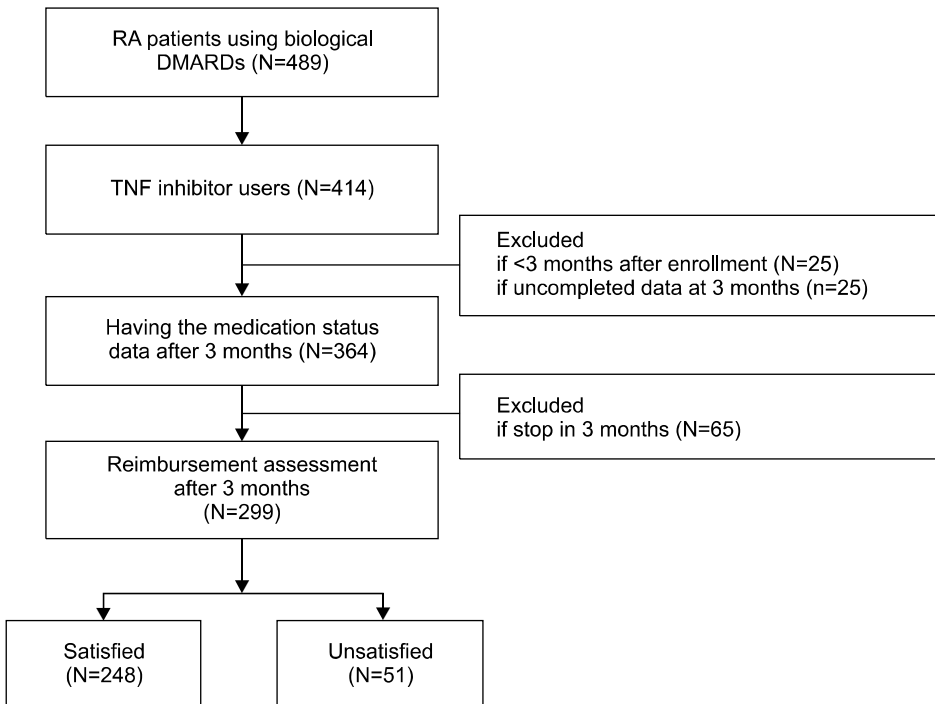 RA patients using biological
DMARDs (N=489)
TNF inhibitor users (N=414)
Excluded
if <3 months after enrollment (N=25)
if uncompleted data at 3 months (n=25)
Having the medication status
data after 3 months (N=364)
Excluded
if stop in 3 months (N=65)
Reimbursement assessment
after 3 months
(N=299)
Satisfied
(N=248)
Unsatisfied
(N=51)